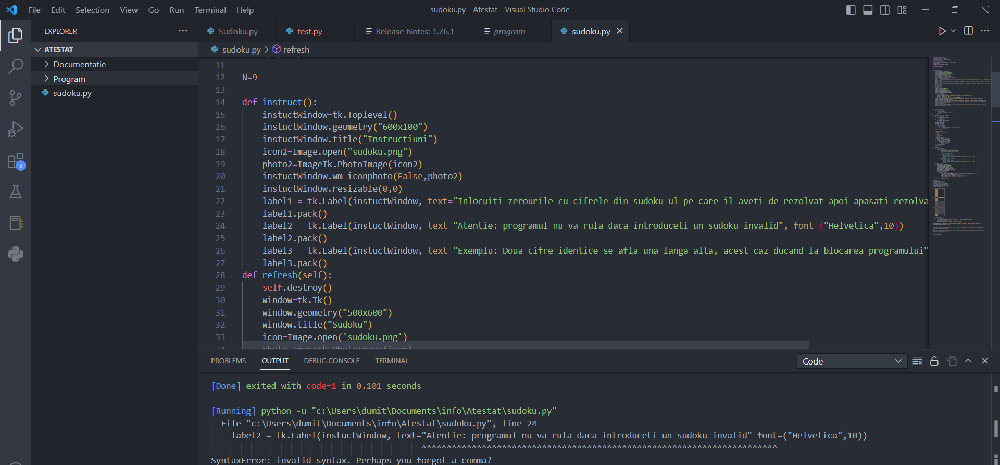 File Edit Selection View Go Run Terminal Help
sudoku.py - Atestat - Visual Studio Code
EXPLORER
Sudoku.py
test.py
Release Notes: 1.76.1
program
sudoku.py
ATESTAT
Documentatie
Program
sudoku.py
3
sudoku.py > refresh
11
12 N=9
13
14 def instruct():
15 instuctWindow=tk.Toplevel()
16 instuctWindow.geometry("600x100")
17 instuctWindow.title("Instructiuni")
18 icon2=Image.open("sudoku.png")
19 photo2=ImageTk.PhotoImage(icon2)
20 instuctWindow.wm_iconphoto(False,photo2)
21 instuctWindow.resizable(0,0)
22 label1 = tk.Label(instuctWindow, text="Inlocuiti zerourile cu cifrele din sudoku-ul pe care il aveti de rezolvat apoi apasati rezolva
23 label1.pack()
24 label2 = tk.Label(instuctWindow, text="Atentie: programul nu va rula daca introduceti un sudoku invalid", font=("Helvetica",10))
25 label2.pack()
26 label3 = tk.Label(instuctWindow, text="Exemplu: Doua cifre identice se afla una langa alta, acest caz ducand la blocarea programului"
27 label3.pack()
28 def refresh(self):
29 self.destroy()
30 window=tk.Tk()
31 window.geometry("500x600")
32 window.title("Sudoku")
33 icon=Image.open('sudoku.png')
34 photo=ImageTk.PhotoImage(icon)
PROBLEMS OUTPUT DEBUG CONSOLE TERMINAL
Code
[Done] exited with code=1 in 0.101 seconds
[Running] python -u "c:\Users\dumit\Documents\info\Atestat\sudoku.py"
File "c:\Users\dumit\Documents\info\Atestat\sudoku.py", line 24
label2 = tk.Label(instuctWindow, text="Atentie: programul nu va rula daca introduceti un sudoku invalid" font=("Helvetica",10))
^^^^^^^^^^^^^^^^^^^^^^^^^^^^^^^^^^^^^^^^^^^^^^^^^^^^^^^^^^^^^^^^^^^^^^^
SyntaxError: invalid syntax. Perhaps you forgot a comma?